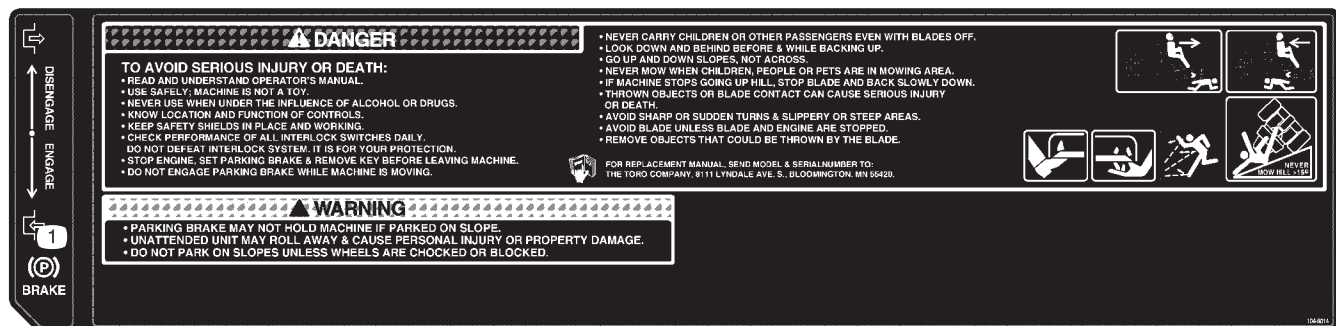 DISENGAGE ENGAGE
1
(P)
BRAKE
DANGER
TO AVOID SERIOUS INJURY OR DEATH:
• READ AND UNDERSTAND OPERATOR'S MANUAL.
• USE SAFELY; MACHINE IS NOT A TOY.
• NEVER USE WHEN UNDER THE INFLUENCE OF ALCOHOL OR DRUGS.
• KNOW LOCATION AND FUNCTION OF CONTROLS.
• KEEP SAFETY SHIELDS IN PLACE AND WORKING.
• CHECK PERFORMANCE OF ALL INTERLOCK SWITCHES DAILY.
DO NOT DEFEAT INTERLOCK SYSTEM. IT IS FOR YOUR PROTECTION.
• STOP ENGINE, SET PARKING BRAKE & REMOVE KEY BEFORE LEAVING MACHINE.
• DO NOT ENGAGE PARKING BRAKE WHILE MACHINE IS MOVING.
• NEVER CARRY CHILDREN OR OTHER PASSENGERS EVEN WITH BLADES OFF.
• LOOK DOWN AND BEHIND BEFORE & WHILE BACKING UP.
• GO UP AND DOWN SLOPES, NOT ACROSS.
• NEVER MOW WHEN CHILDREN, PEOPLE OR PETS ARE IN MOWING AREA.
• IF MACHINE STOPS GOING UP HILL, STOP BLADE AND BACK SLOWLY DOWN.
• THROWN OBJECTS OR BLADE CONTACT CAN CAUSE SERIOUS INJURY
OR DEATH.
• AVOID SHARP OR SUDDEN TURNS & SLIPPERY OR STEEP AREAS.
• AVOID BLADE UNLESS BLADE AND ENGINE ARE STOPPED.
• REMOVE OBJECTS THAT COULD BE THROWN BY THE BLADE.
FOR REPLACEMENT MANUAL, SEND MODEL & SERIALNUMBER TO:
THE TORO COMPANY, 8111 LYNDALE AVE. S., BLOOMINGTON, MN 55420.
NEVER
MOW HILL >15º
WARNING
• PARKING BRAKE MAY NOT HOLD MACHINE IF PARKED ON SLOPE.
• UNATTENDED UNIT MAY ROLL AWAY & CAUSE PERSONAL INJURY OR PROPERTY DAMAGE.
• DO NOT PARK ON SLOPES UNLESS WHEELS ARE CHOCKED OR BLOCKED.
104-8014